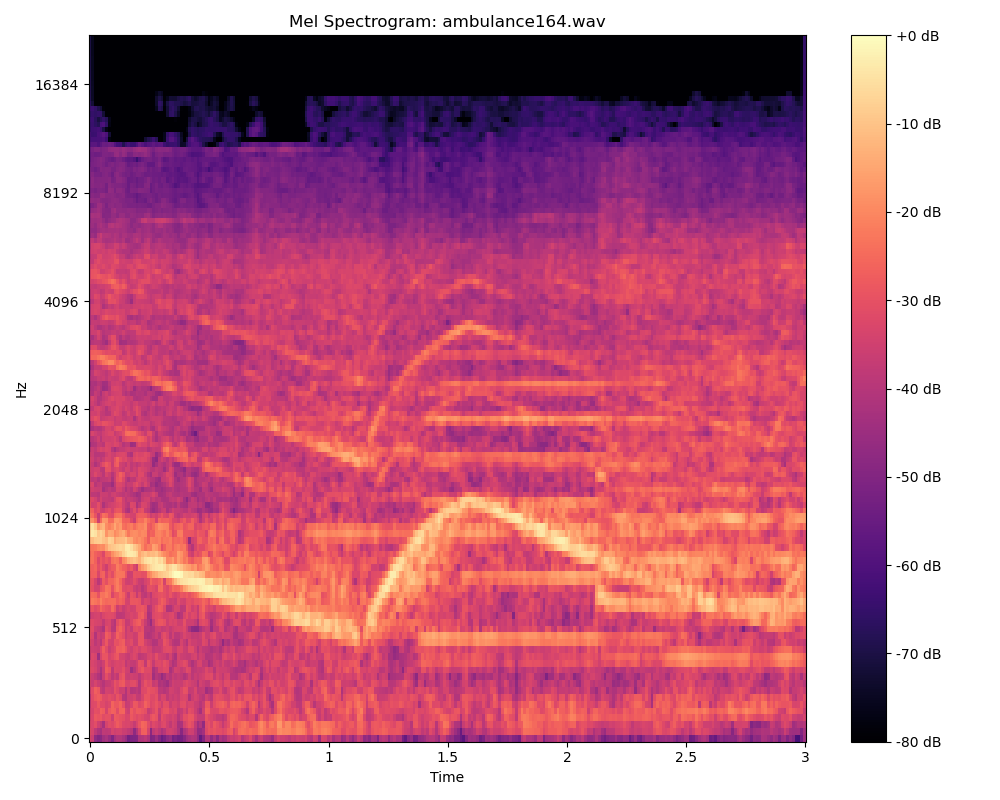 Mel Spectrogram: ambulance164.wav
+0 dB
16384
-10 dB
8192
-20 dB
4096
-30 dB
Hz
2048
-40 dB
1024
-50 dB
512
-60 dB
-70 dB
0
-80 dB
0 0.5 1 1.5 2 2.5 3
Time